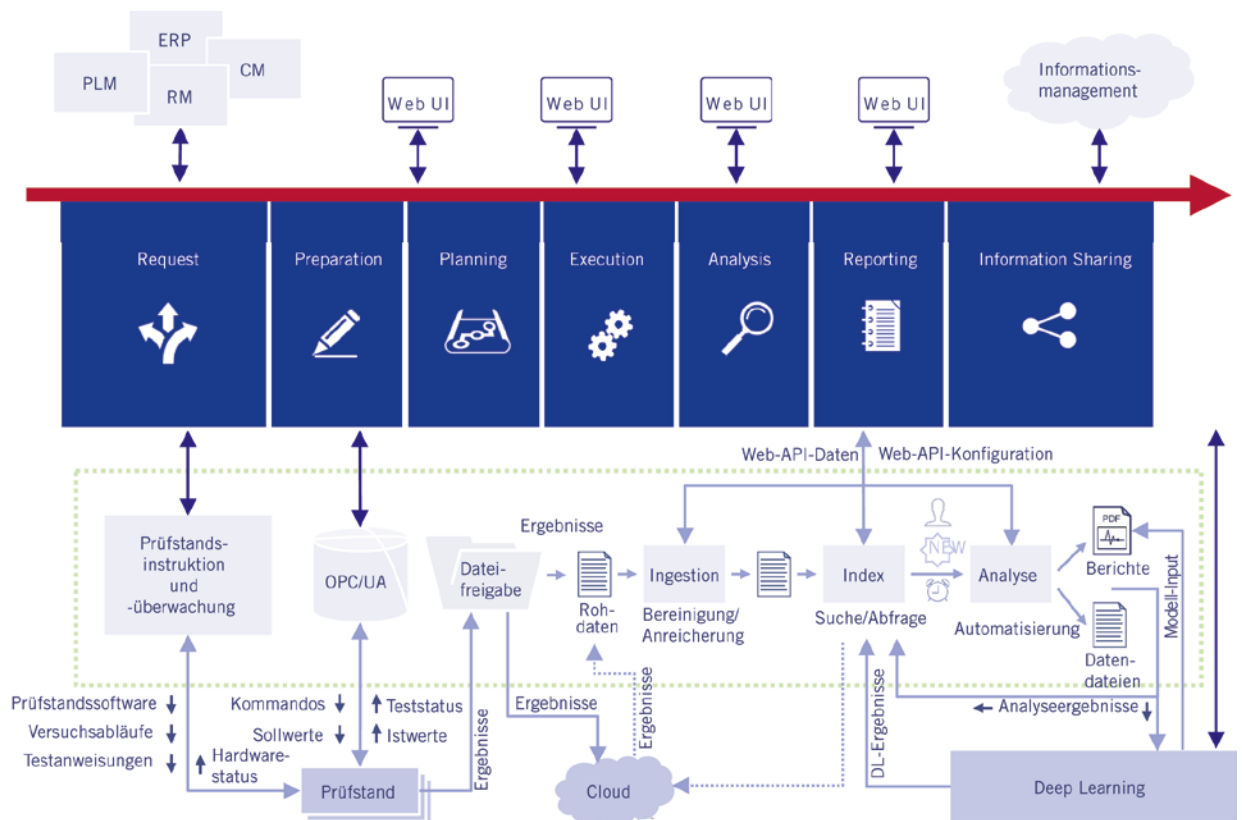 ERP
PLM
CM
RM
Web UI
Web UI
Web UI
Web UI
Informations-
management
Request
Preparation
Planning
Execution
Analysis
Reporting
Information Sharing
Web-API-Daten
Web-API-Konfiguration
Prüfstands-
instruktion
und
-überwachung
OPC/UA
Datei-
freigabe
Ergebnisse
Roh-
daten
Ingestion
Bereinigung/
Anreicherung
Index
Suche/Abfrage
NEW
Analyse
Automatisierung
PDF
Berichte
Daten-
dateien
Modell-Input
Prüfstandssoftware
Versuchsabläufe
Testanweisungen
Hardware-
status
Kommandos
Sollwerte
Teststatus
Istwerte
Ergebnisse
Ergebnisse
Ergebnisse
DL-Ergebnisse
Analyseergebnisse
Prüfstand
Cloud
Deep Learning